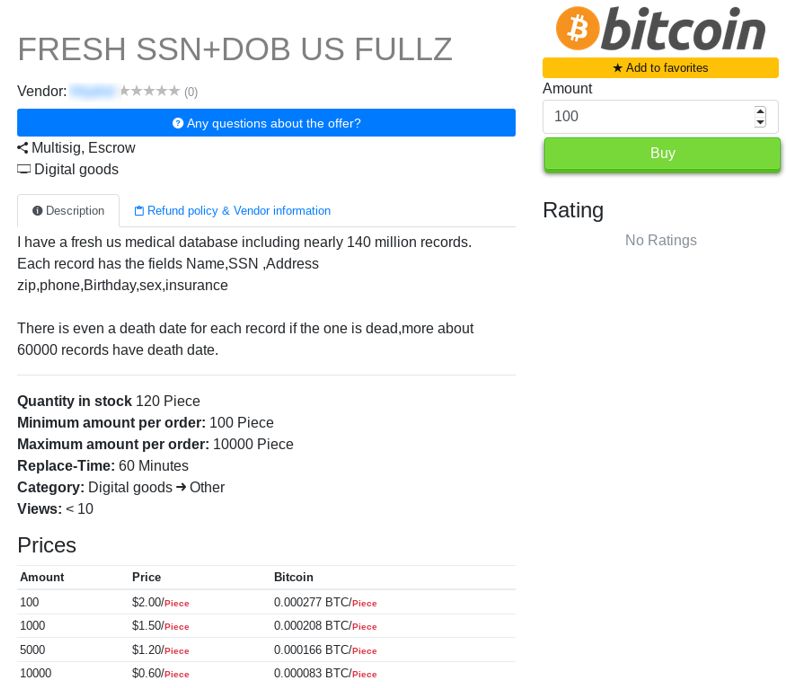 bitcoin
FRESH SSN+DOB US FULLZ
★ Add to favorites
Vendor: ★★★★★ (0)
Amount
Any questions about the offer?
100
Multisig, Escrow
Buy
Digital goods
Description Refund policy & Vendor information
Rating
I have a fresh us medical database including nearly 140 million records.
No Ratings
Each record has the fields Name,SSN ,Address
zip,phone,Birthday,sex,insurance
There is even a death date for each record if the one is dead,more about
60000 records have death date.
Quantity in stock 120 Piece
Minimum amount per order: 100 Piece
Maximum amount per order: 10000 Piece
Replace-Time: 60 Minutes
Category: Digital goods ➔ Other
Views: < 10
Prices
Amount Price Bitcoin
100 $2.00/Piece 0.000277 BTC/Piece
1000 $1.50/Piece 0.000208 BTC/Piece
5000 $1.20/Piece 0.000166 BTC/Piece
10000 $0.60/Piece 0.000083 BTC/Piece